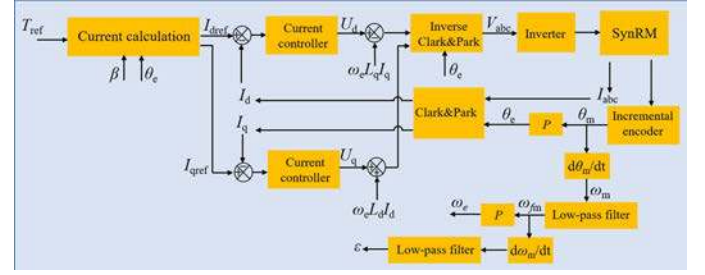 T_ref
Current calculation
β
θ_e
I_dref
I_qref
Current controller
U_d
ω_eL_qI_q
Inverse Clark&Park
θ_e
V_abc
Inverter
SynRM
I_d
I_q
Clark&Park
I_abc
θ_e
P
θ_m
Incremental encoder
Current controller
U_q
ω_eL_dI_d
dθ_m/dt
ω_m
ω_e
P
ω_fm
Low-pass filter
ε
Low-pass filter
dω_m/dt